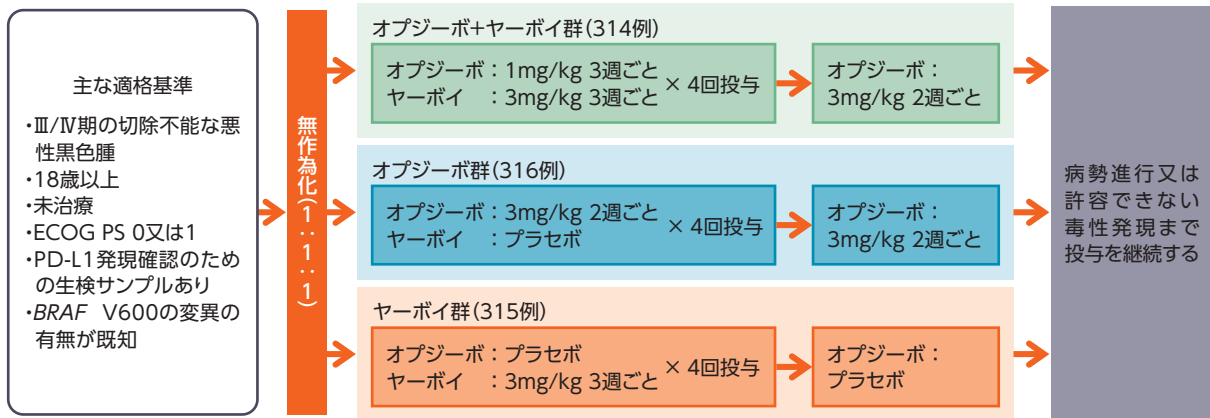 主な適格基準
・Ⅲ/Ⅳ期の切除不能な悪
性黒色腫
・18歳以上
・未治療
・ECOG PS 0又は1
・PD-L1発現確認のため
の生検サンプルあり
・BRAF V600の変異の
有無が既知
無作為化(1:1:1)
オプジーボ+ヤーボイ群(314例)
オプジーボ：1mg/kg 3週ごと
ヤーボイ　：3mg/kg 3週ごと
× 4回投与
オプジーボ：
3mg/kg 2週ごと
オプジーボ群(316例)
オプジーボ：3mg/kg 2週ごと
ヤーボイ　：プラセボ
× 4回投与
オプジーボ：
3mg/kg 2週ごと
ヤーボイ群(315例)
オプジーボ：プラセボ
ヤーボイ　：3mg/kg 3週ごと
× 4回投与
オプジーボ：
プラセボ
病勢進行又は
許容できない
毒性発現まで
投与を継続する